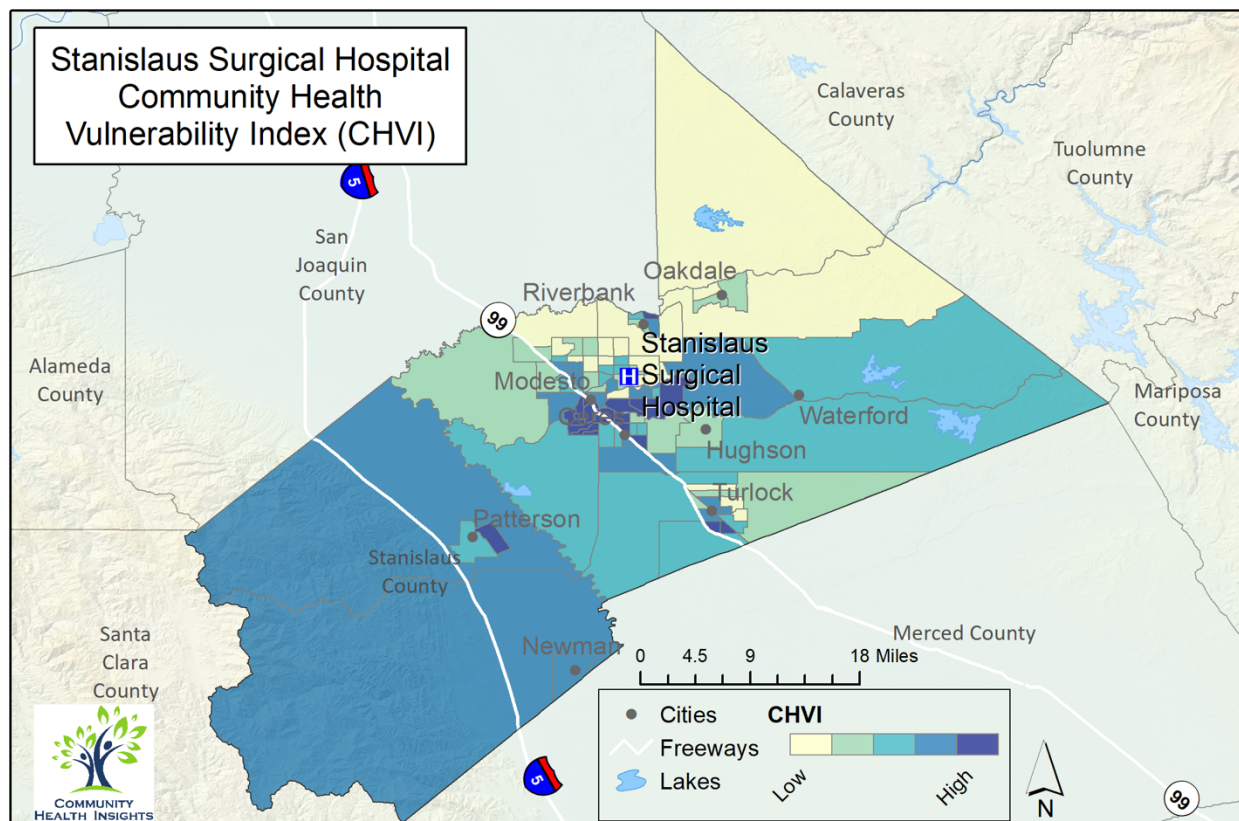 Stanislaus Surgical Hospital
Community Health
Vulnerability Index (CHVI)
Calaveras
County
Tuolumne
County
5
San
Joaquin
County
Oakdale
Riverbank
99
Stanislaus
Surgical
Hospital
H
Alameda
County
Modesto
Mariposa
County
Ceres
Waterford
Hughson
Turlock
Patterson
Stanislaus
County
Santa
Clara
County
Newman
Merced County
0 4.5 9 18 Miles
Cities
CHVI
Freeways
Lakes
Low
High
N
5
99
COMMUNITY
HEALTH INSIGHTS